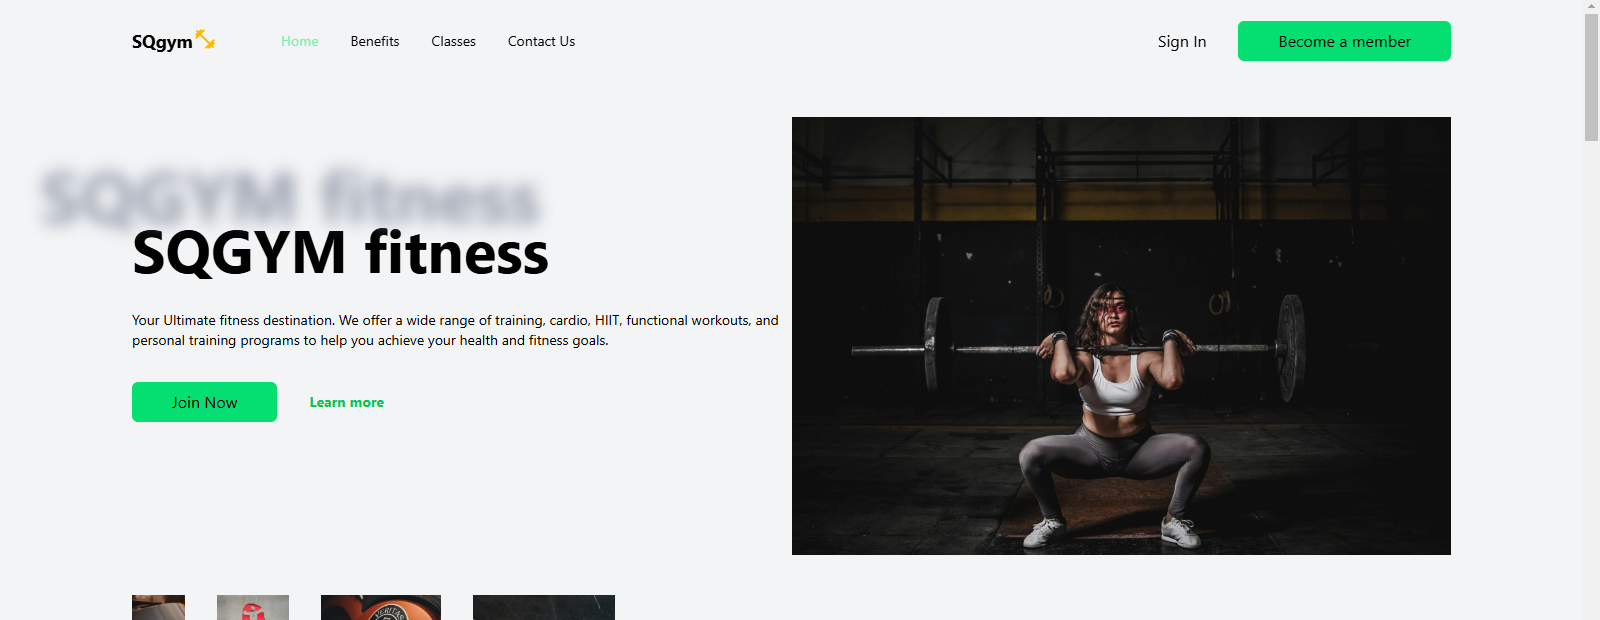 SQgym
Home Benefits Classes Contact Us
Sign In
Become a member
SQGYM fitness
SQGYM fitness
Your Ultimate fitness destination. We offer a wide range of training, cardio, HIIT, functional workouts, and
personal training programs to help you achieve your health and fitness goals.
Join Now
Learn more
VERITAS